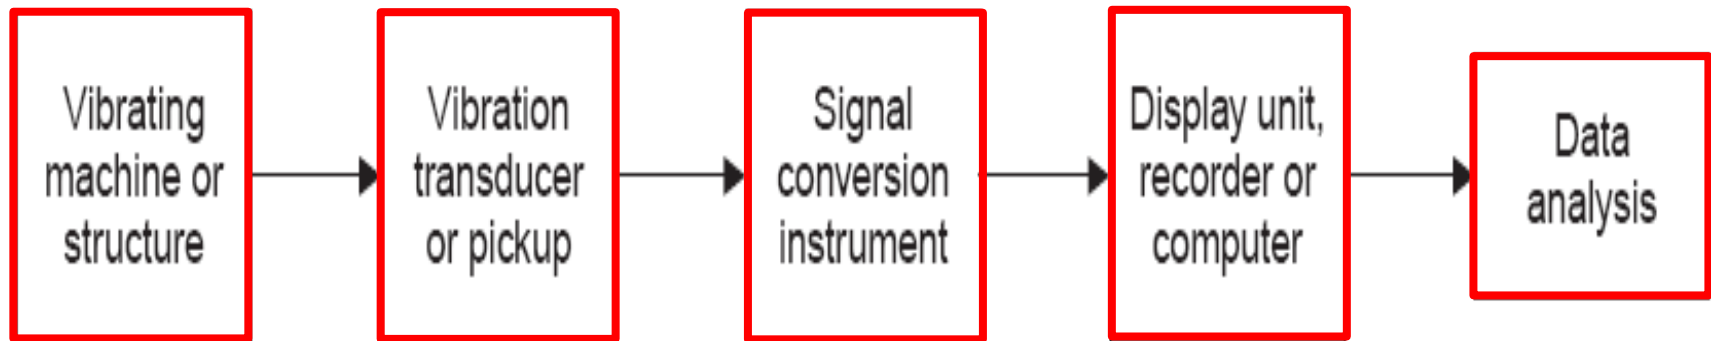 Vibrating
machine or
structure
Vibration
transducer
or pickup
Signal
conversion
instrument
Display unit,
recorder or
computer
Data
analysis